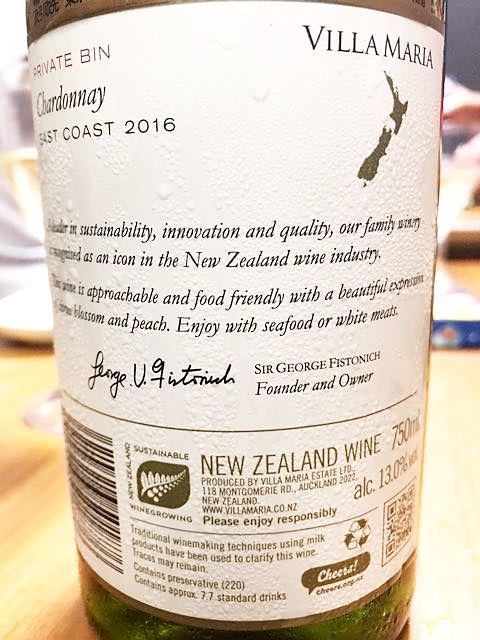 VILLA MARIA
PRIVATE BIN
Chardonnay
EAST COAST 2016
leader in sustainability, innovation and quality, our family winery
as an icon in the New Zealand wine industry.
wine is approachable and food friendly with a beautiful expression
blossom and peach. Enjoy with seafood or white meats.
George V. Fistonich
SIR GEORGE FISTONICH
Founder and Owner
NEW ZEALAND
SUSTAINABLE
WINEGROWING
NEW ZEALAND WINE 750mL
PRODUCED BY VILLA MARIA ESTATE LTD.,
118 MONTGOMERIE RD., AUCKLAND 2022,
NEW ZEALAND.
WWW.VILLAMARIA.CO.NZ
alc. 13.0% vol
Please enjoy responsibly
Traditional winemaking techniques using milk
products have been used to clarify this wine.
Traces may remain.
Contains preservative (220)
Contains approx. 7.7 standard drinks
Cheers!
cheers.org.nz